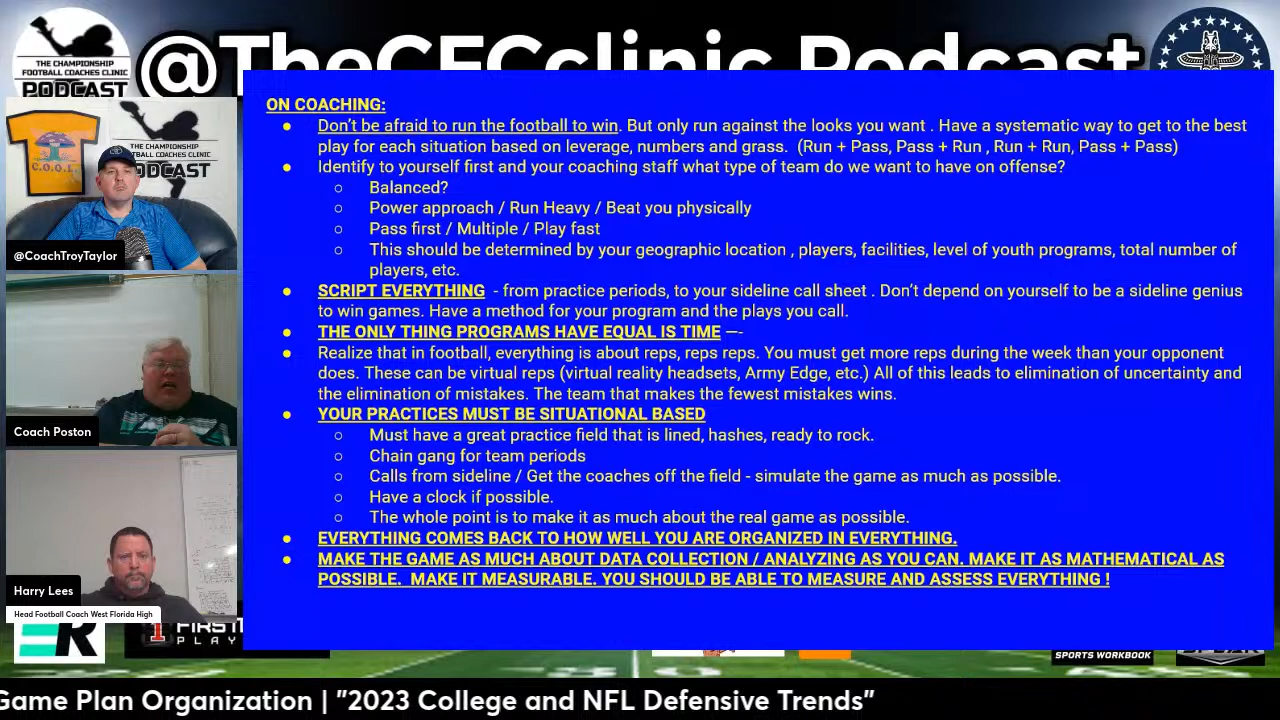 THE CHAMPIONSHIP
FOOTBALL COACHES CLINIC
PODCAST
@TheCFCclinic Podcast
C.O.O.L.
THE CHAMPIONSHIP
FOOTBALL COACHES CLINIC
@CoachTroyTaylor
Coach Poston
Harry Lees
Head Football Coach West Florida High
ON COACHING:
● Don't be afraid to run the football to win. But only run against the looks you want . Have a systematic way to get to the best
play for each situation based on leverage, numbers and grass. (Run + Pass, Pass + Run , Run + Run, Pass + Pass)
● Identify to yourself first and your coaching staff what type of team do we want to have on offense?
○ Balanced?
○ Power approach / Run Heavy / Beat you physically
○ Pass first / Multiple / Play fast
○ This should be determined by your geographic location , players, facilities, level of youth programs, total number of
players, etc.
● SCRIPT EVERYTHING - from practice periods, to your sideline call sheet . Don't depend on yourself to be a sideline genius
to win games. Have a method for your program and the plays you call.
● THE ONLY THING PROGRAMS HAVE EQUAL IS TIME —-
● Realize that in football, everything is about reps, reps reps. You must get more reps during the week than your opponent
does. These can be virtual reps (virtual reality headsets, Army Edge, etc.) All of this leads to elimination of uncertainty and
the elimination of mistakes. The team that makes the fewest mistakes wins.
● YOUR PRACTICES MUST BE SITUATIONAL BASED
○ Must have a great practice field that is lined, hashes, ready to rock.
○ Chain gang for team periods
○ Calls from sideline / Get the coaches off the field - simulate the game as much as possible.
○ Have a clock if possible.
○ The whole point is to make it as much about the real game as possible.
● EVERYTHING COMES BACK TO HOW WELL YOU ARE ORGANIZED IN EVERYTHING.
● MAKE THE GAME AS MUCH ABOUT DATA COLLECTION / ANALYZING AS YOU CAN. MAKE IT AS MATHEMATICAL AS
POSSIBLE. MAKE IT MEASURABLE. YOU SHOULD BE ABLE TO MEASURE AND ASSESS EVERYTHING !
SPORTS WORKBOOK
Game Plan Organization | "2023 College and NFL Defensive Trends"